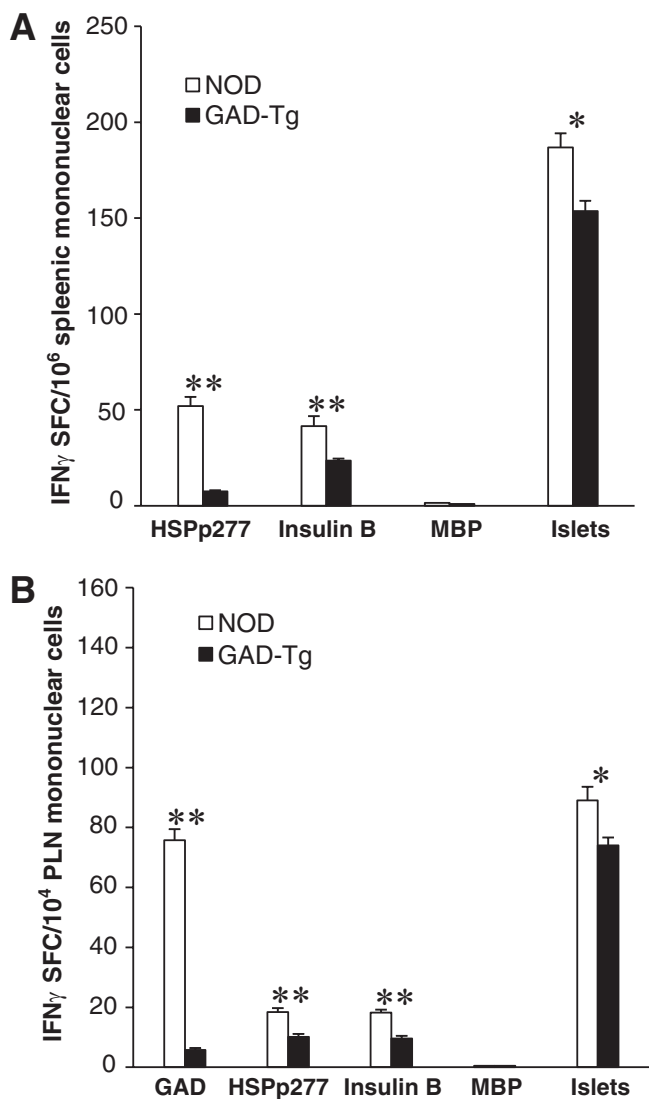 A
IFNγ SFC/10⁶ spleenic mononuclear cells
250
200
150
100
50
0
NOD
GAD-Tg
**
**
*
HSPp277 Insulin B MBP Islets
B
IFNγ SFC/10⁴ PLN mononuclear cells
160
140
120
100
80
60
40
20
0
NOD
GAD-Tg
**
**
**
*
GAD HSPp277 Insulin B MBP Islets